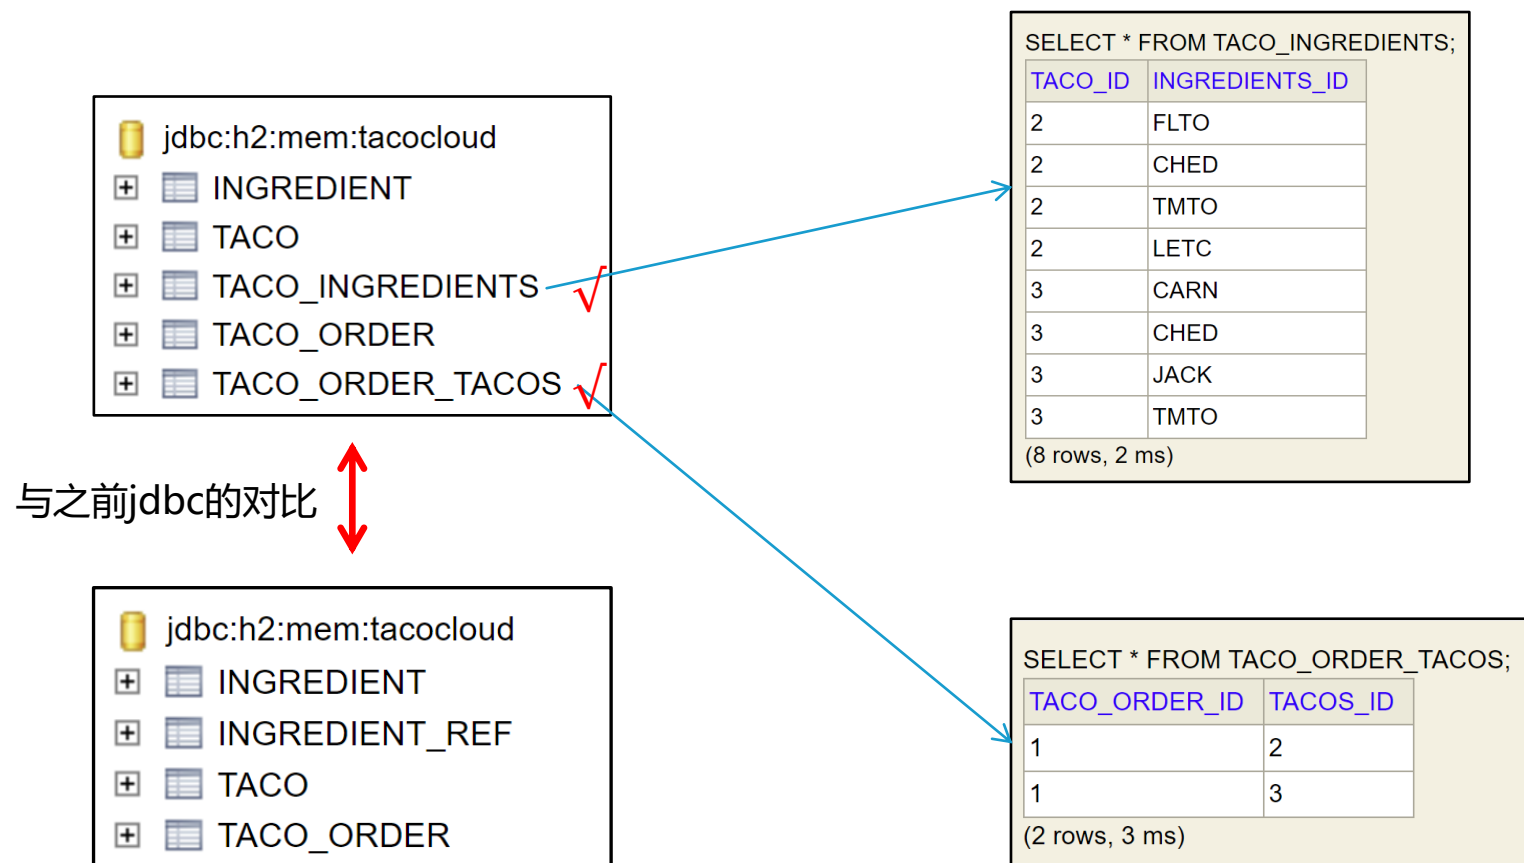 jdbc:h2:mem:tacocloud
INGREDIENT
TACO
TACO_INGREDIENTS √
TACO_ORDER
TACO_ORDER_TACOS √
与之前jdbc的对比
jdbc:h2:mem:tacocloud
INGREDIENT
INGREDIENT_REF
TACO
TACO_ORDER
SELECT * FROM TACO_INGREDIENTS;
TACO_ID INGREDIENTS_ID
2 FLTO
2 CHED
2 TMTO
2 LETC
3 CARN
3 CHED
3 JACK
3 TMTO
(8 rows, 2 ms)
SELECT * FROM TACO_ORDER_TACOS;
TACO_ORDER_ID TACOS_ID
1 2
1 3
(2 rows, 3 ms)